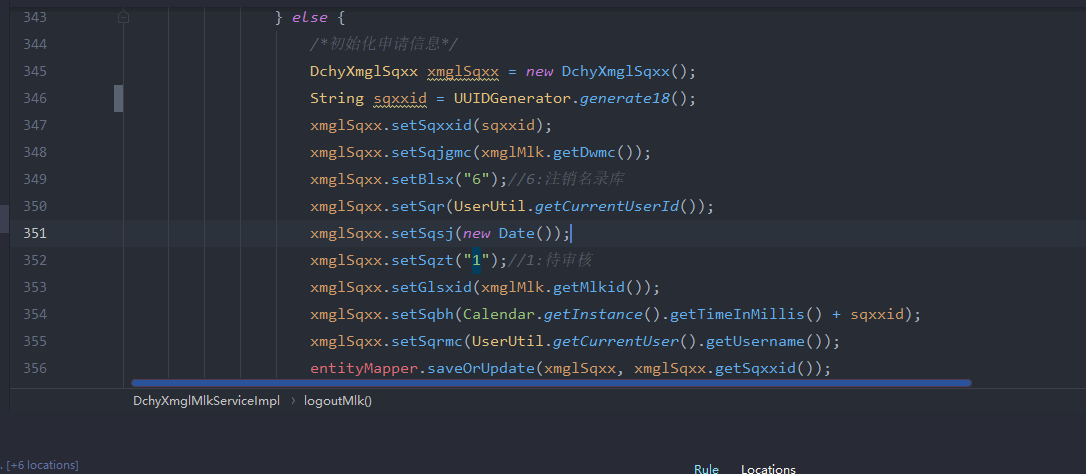 343 } else {
344 /*初始化申请信息*/
345 DchyXmglSqxx xmglSqxx = new DchyXmglSqxx();
346 String sqxxid = UUIDGenerator.generate18();
347 xmglSqxx.setSqxxid(sqxxid);
348 xmglSqxx.setSqjgmc(xmglMlk.getDwmc());
349 xmglSqxx.setBlsx("6");//6:注销名录库
350 xmglSqxx.setSqr(UserUtil.getCurrentUserId());
351 xmglSqxx.setSqsj(new Date());
352 xmglSqxx.setSqzt("1");//1:待审核
353 xmglSqxx.setGlsxid(xmglMlk.getMlkid());
354 xmglSqxx.setSqbh(Calendar.getInstance().getTimeInMillis() + sqxxid);
355 xmglSqxx.setSqrmc(UserUtil.getCurrentUser().getUsername());
356 entityMapper.saveOrUpdate(xmglSqxx, xmglSqxx.getSqxxid());
DchyXmglMlkServiceImpl › logoutMlk()
. [+6 locations]
Rule Locations